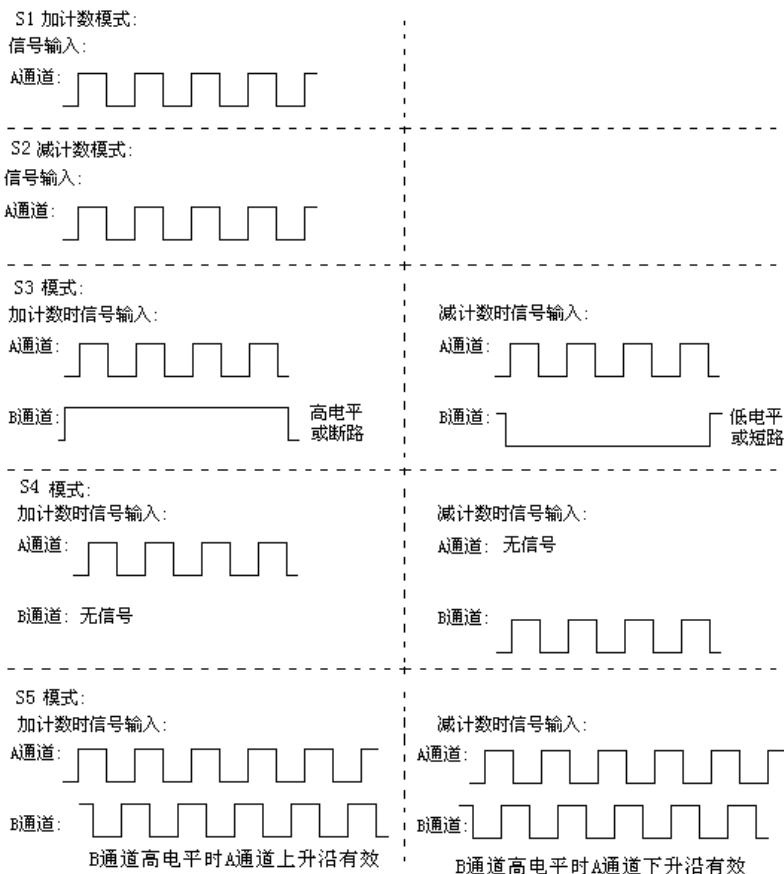 S1 加计数模式:
信号输入:
A通道:
S2 减计数模式:
信号输入:
A通道:
S3 模式:
加计数时信号输入:
A通道:
B通道:
高电平
或断路
减计数时信号输入:
A通道:
B通道:
低电平
或短路
S4 模式:
加计数时信号输入:
A通道:
B通道: 无信号
减计数时信号输入:
A通道: 无信号
B通道:
S5 模式:
加计数时信号输入:
A通道:
B通道:
B通道高电平时A通道上升沿有效
减计数时信号输入:
A通道:
B通道:
B通道高电平时A通道下升沿有效